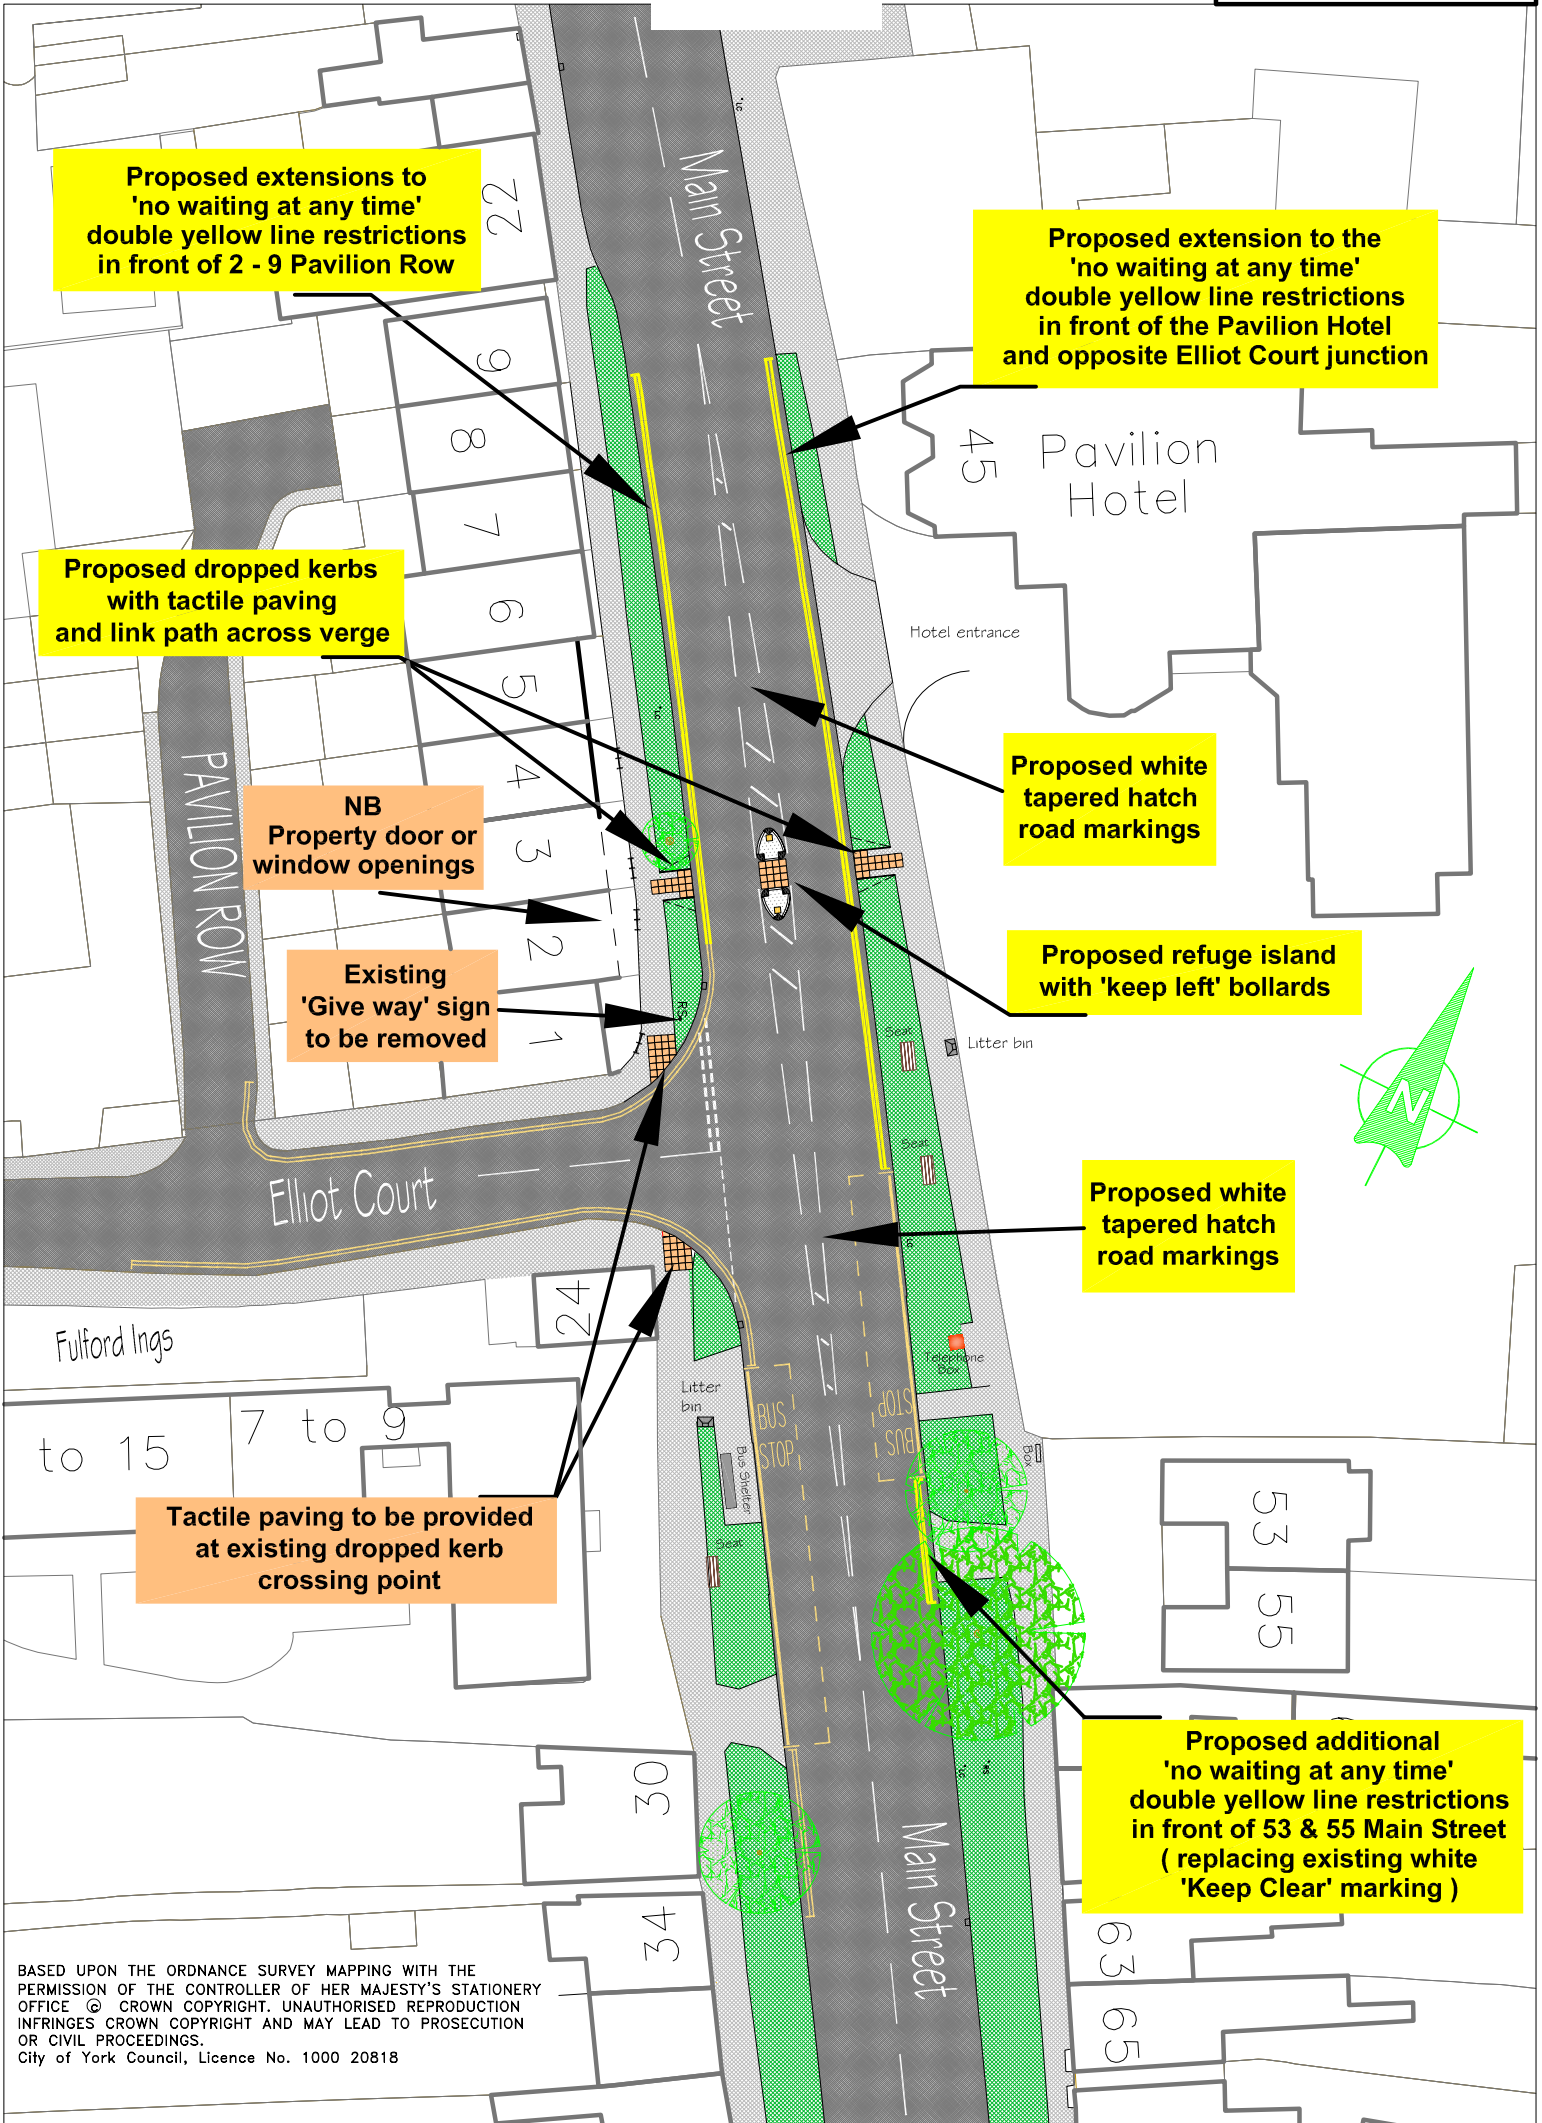 Main Street
Proposed extensions to
'no waiting at any time'
double yellow line restrictions
in front of 2 - 9 Pavilion Row
22
Proposed extension to the
'no waiting at any time'
double yellow line restrictions
in front of the Pavilion Hotel
and opposite Elliot Court junction
9
8
7
6
5
4
3
2
1
45
Pavilion
Hotel
Proposed dropped kerbs
with tactile paving
and link path across verge
Hotel entrance
PAVILION ROW
Proposed white
tapered hatch
road markings
NB
Property door or
window openings
Proposed refuge island
with 'keep left' bollards
Existing
'Give way' sign
to be removed
RS
Seat
Litter bin
N
Seat
Elliot Court
Proposed white
tapered hatch
road markings
24
Fulford Ings
Telephone
Box
Litter
bin
BUS
STOP
BUS
STOP
Bus Shelter
Box
to 15
7 to 9
53
55
Seat
Tactile paving to be provided
at existing dropped kerb
crossing point
LC
LC
LC
RS
Proposed additional
'no waiting at any time'
double yellow line restrictions
in front of 53 & 55 Main Street
( replacing existing white
'Keep Clear' marking )
30
34
Main Street
63
65
BASED UPON THE ORDNANCE SURVEY MAPPING WITH THE
PERMISSION OF THE CONTROLLER OF HER MAJESTY'S STATIONERY
OFFICE © CROWN COPYRIGHT. UNAUTHORISED REPRODUCTION
INFRINGES CROWN COPYRIGHT AND MAY LEAD TO PROSECUTION
OR CIVIL PROCEEDINGS.
City of York Council, Licence No. 1000 20818